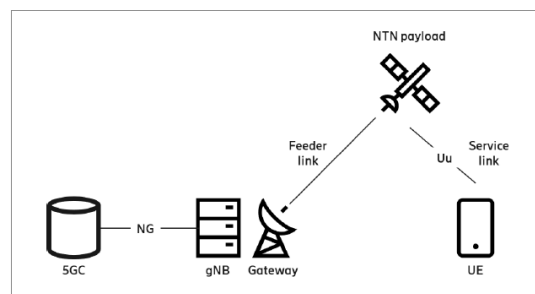 NTN payload
Feeder
link
Uu
Service
link
NG
5GC
gNB
Gateway
UE